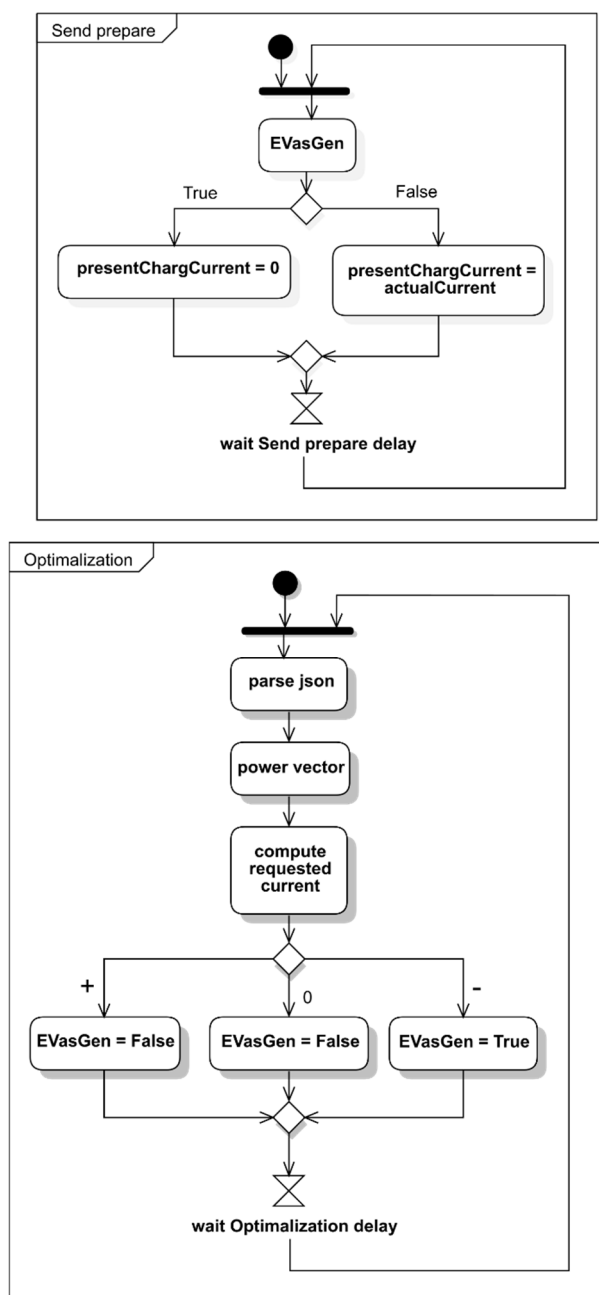 Send prepare
EVasGen
True
False
presentChargCurrent = 0
presentChargCurrent =
actualCurrent
wait Send prepare delay
Optimalization
parse json
power vector
compute
requested
current
+
0
-
EVasGen = False
EVasGen = False
EVasGen = True
wait Optimalization delay